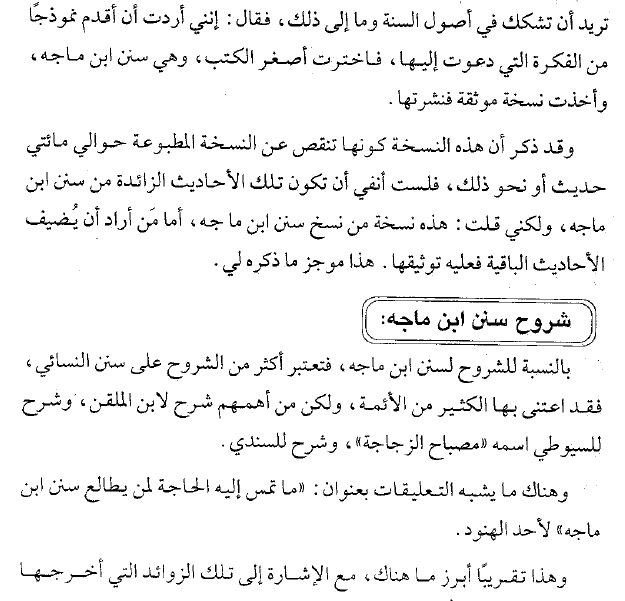 تريد أن تشكك في أصول السنة وما إلى ذلك، فقال: إنني أردت أن أقدم نموذجًا
من الفكرة التي دعوت إليها، فاخترت أصغر الكتب، وهي سنن ابن ماجه،
وأخذت نسخة موثقة فنشرتها.
وقد ذكر أن هذه النسخة كونها تنقص عن النسخة المطبوعة حوالي مائتي
حديث أو نحو ذلك، فلست أنفي أن تكون تلك الأحاديث الزائدة من سنن ابن
ماجه، ولكني قلت: هذه نسخة من نسخ سنن ابن ماجه، أما مَن أراد أن يُضيف
الأحاديث الباقية فعليه توثيقها. هذا موجز ما ذكره لي.
شروح سنن ابن ماجه:
بالنسبة للشروح لسنن ابن ماجه، فتعتبر أكثر من الشروح على سنن النسائي،
فقد اعتنى بها الكثير من الأئمة، ولكن من أهمهم شرح لابن الملقن، وشرح
للسيوطي اسمه «مصباح الزجاجة»، وشرح للسندي.
وهناك ما يشبه التعليقات بعنوان: «ما تمس إليه الحاجة لمن يطالع سنن ابن
ماجه» لأحد الهنود.
وهذا تقريبًا أبرز ما هناك، مع الإشارة إلى تلك الزوائد التي أخرجها